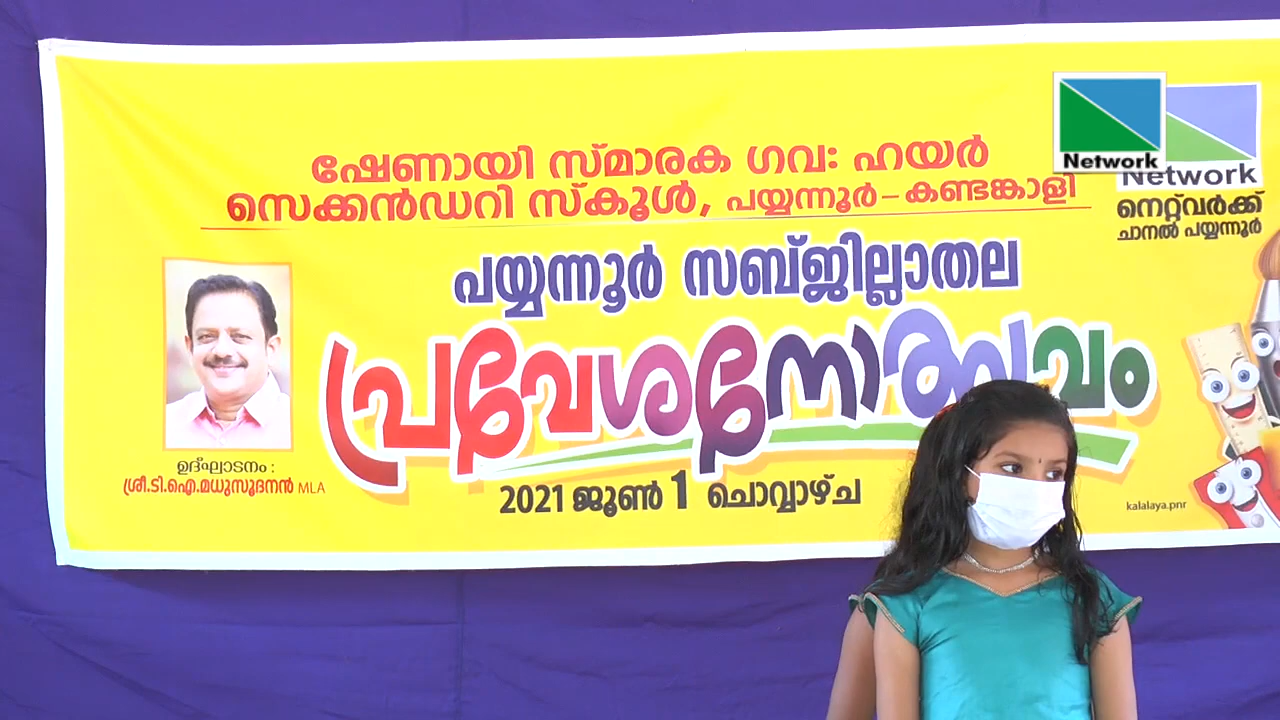 ഷേണായി സ്മാരക ഗവഃ ഹയർ
സെക്കൻഡറി സ്കൂൾ, പയ്യന്നൂർ - കണ്ടങ്കാളി
Network
Network
നെറ്റ്‌വർക്ക്
ചാനൽ പയ്യന്നൂർ
പയ്യന്നൂർ സബ്ജില്ലാതല
പ്രവേശനോത്സവം
2021 ജൂൺ 1 ചൊവ്വാഴ്ച
ഉദ്ഘാടനം :
ശ്രീ.ടി.ഐ.മധുസൂദനൻ MLA
kalalaya.pnr